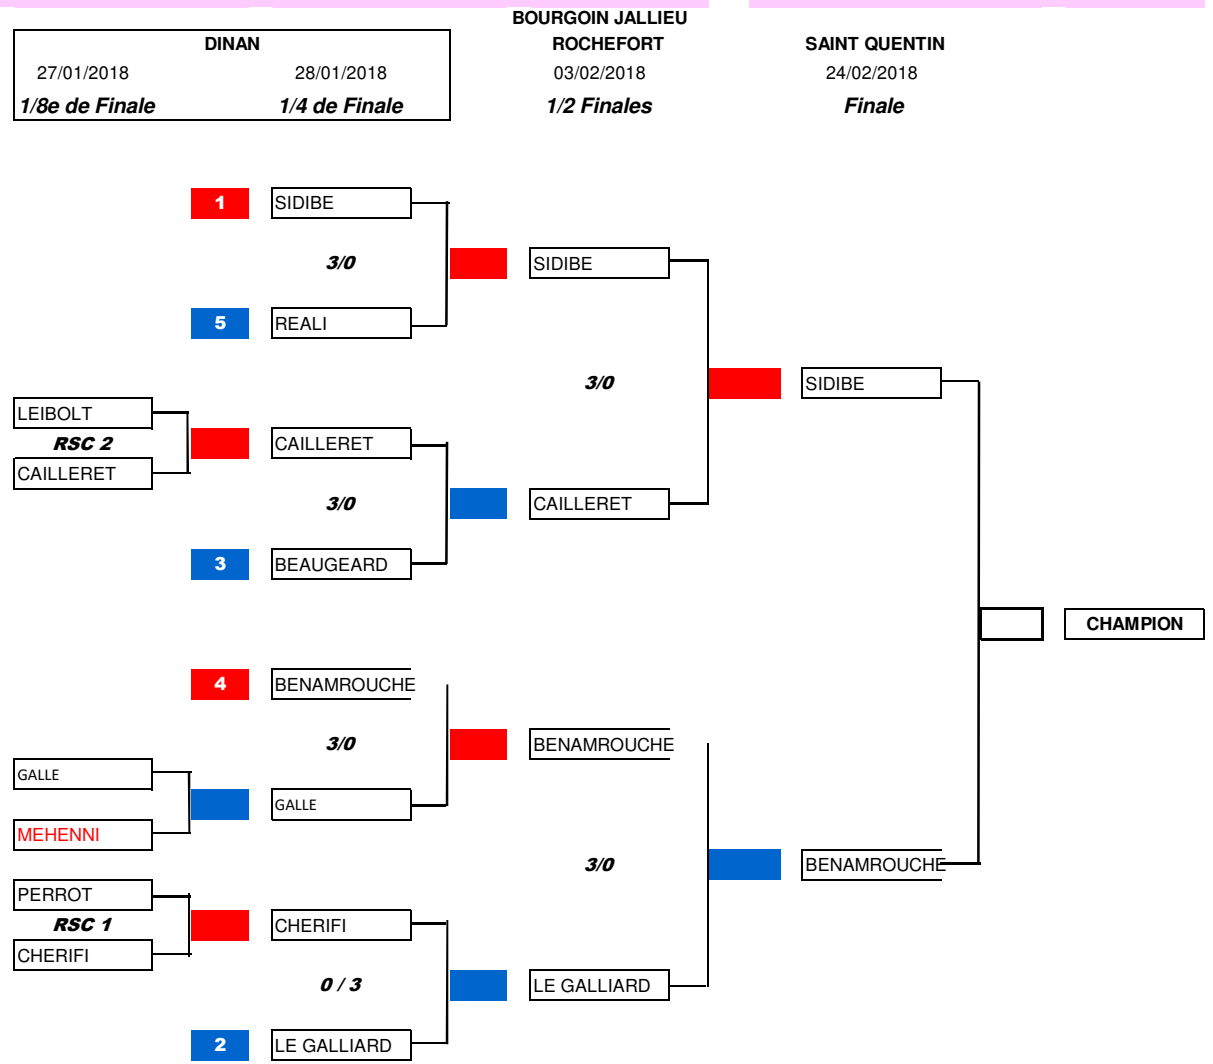 BOURGOIN JALLIEU
DINAN ROCHEFORT SAINT QUENTIN
27/01/2018 28/01/2018 03/02/2018 24/02/2018
1/8e de Finale 1/4 de Finale 1/2 Finales Finale
1 SIDIBE
3/0 SIDIBE
5 REALI
3/0 SIDIBE
LEIBOLT
RSC 2 CAILLERET
CAILLERET
3/0 CAILLERET
3 BEAUGEARD
CHAMPION
4 BENAMROUCHE
3/0 BENAMROUCHE
GALLE
GALLE
MEHENNI
3/0 BENAMROUCHE
PERROT
RSC 1 CHERIFI
CHERIFI
0 / 3 LE GALLIARD
2 LE GALLIARD